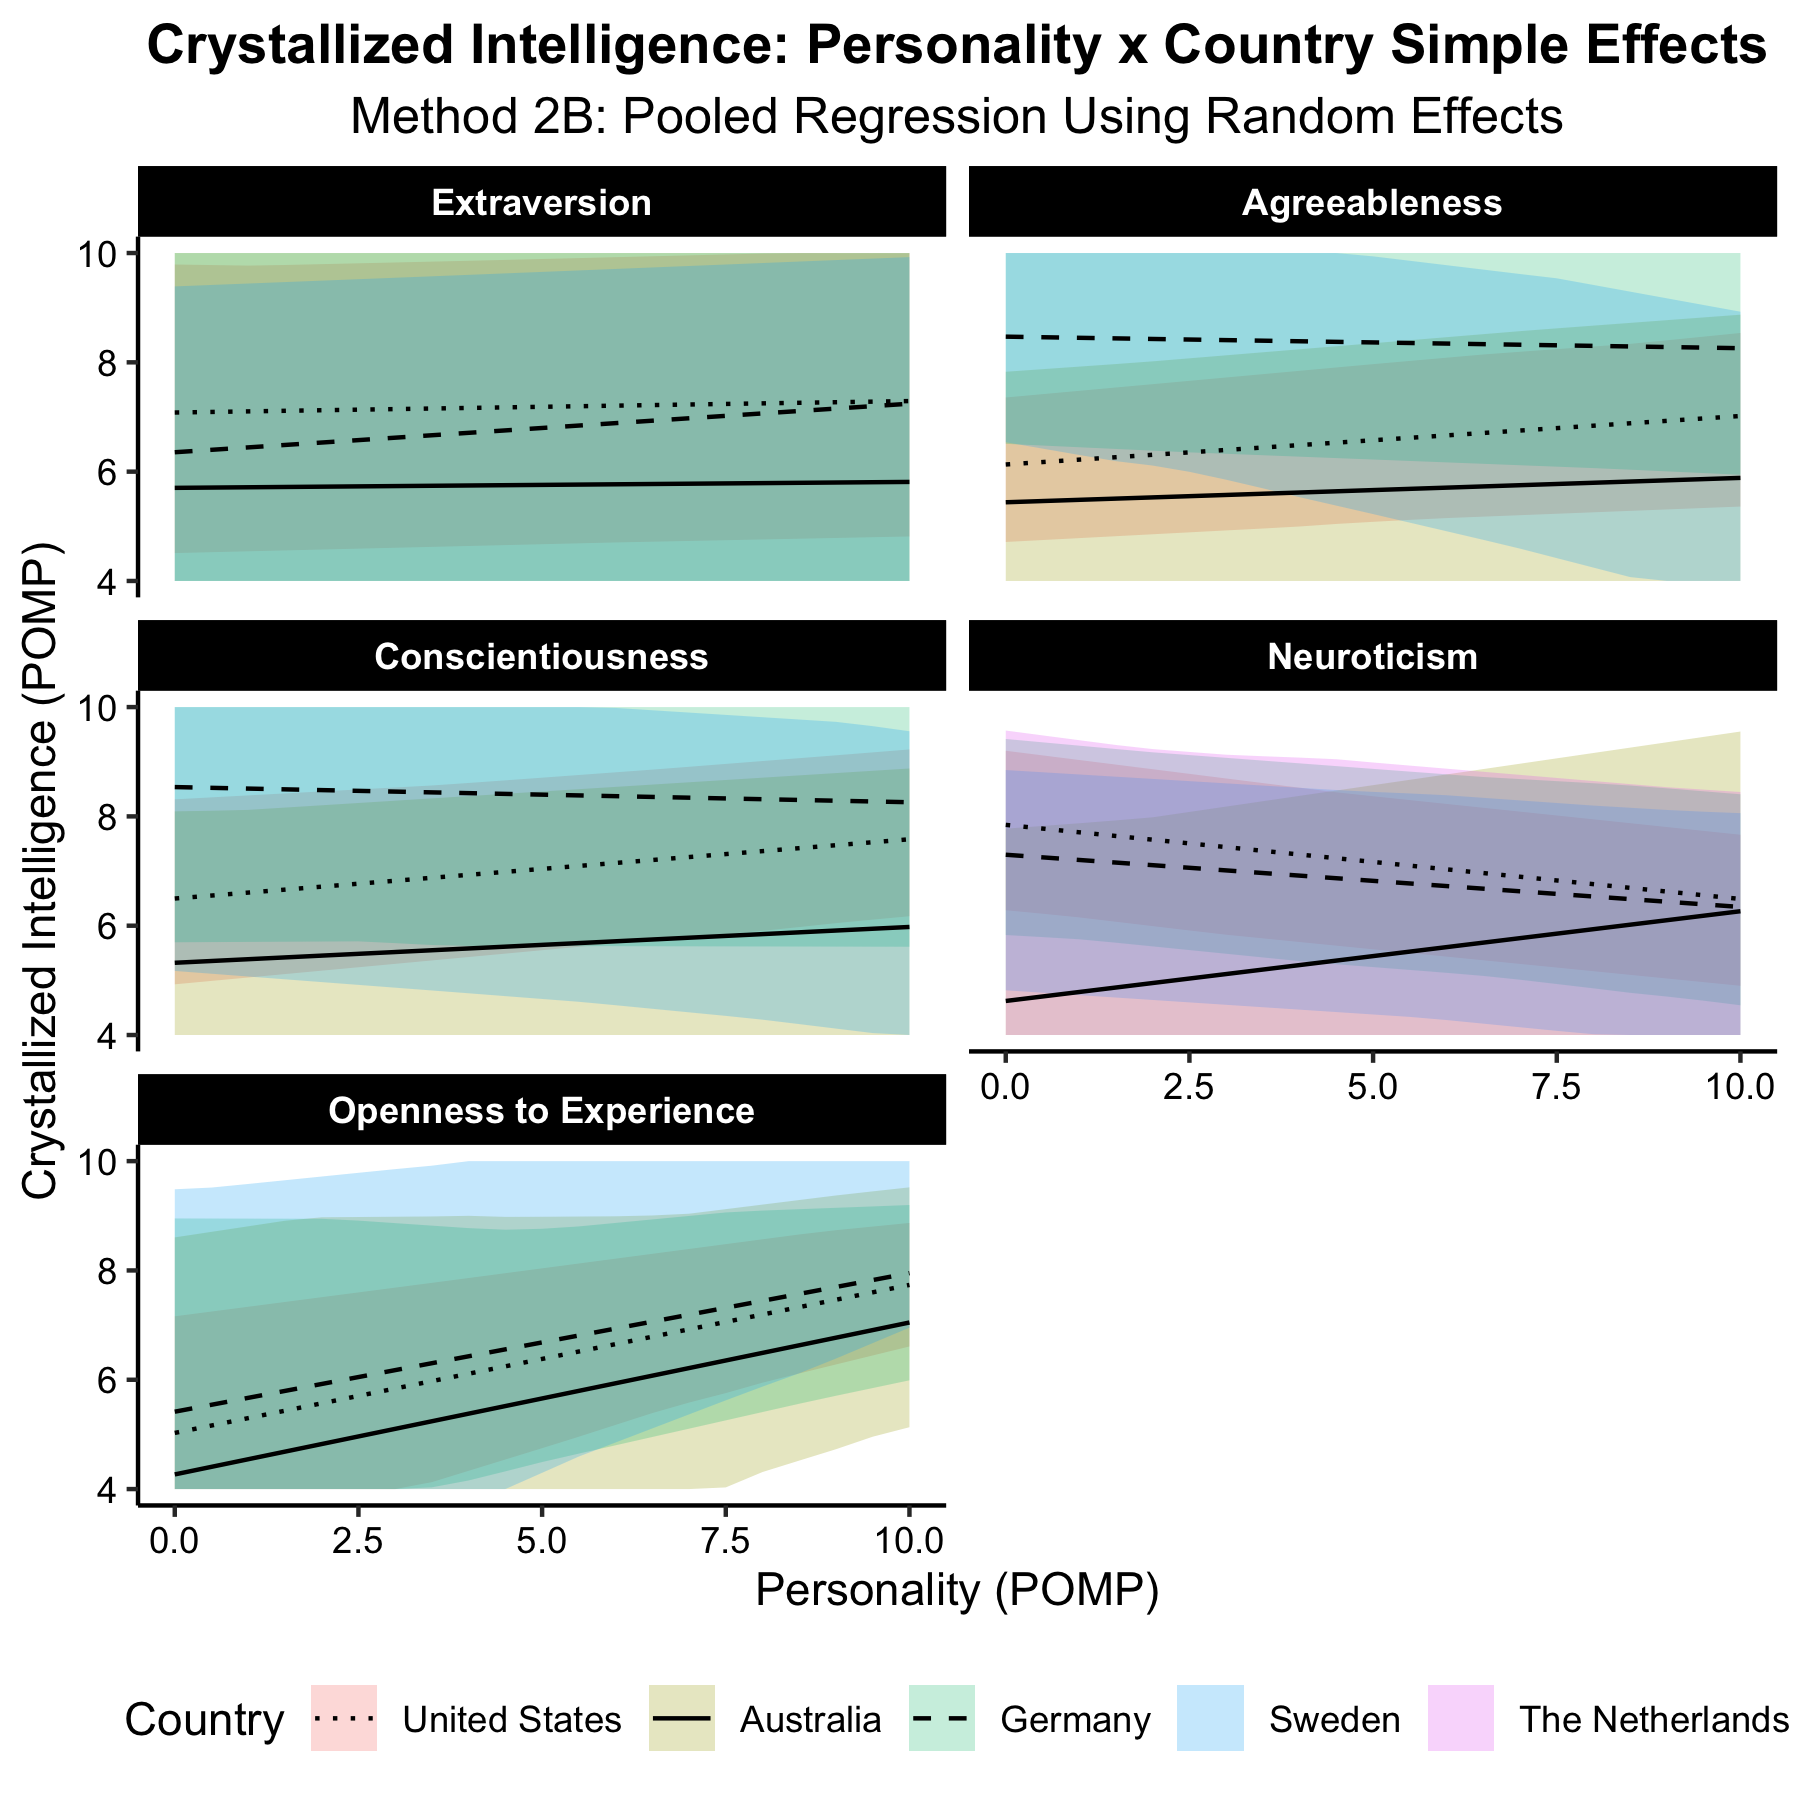 Crystallized Intelligence: Personality x Country Simple Effects
Method 2B: Pooled Regression Using Random Effects
Extraversion
Agreeableness
10
8
6
4
Conscientiousness
Neuroticism
10
8
6
4
0.0 2.5 5.0 7.5 10.0
Openness to Experience
10
8
6
4
0.0 2.5 5.0 7.5 10.0
Crystallized Intelligence (POMP)
Personality (POMP)
Country United States Australia Germany Sweden The Netherlands